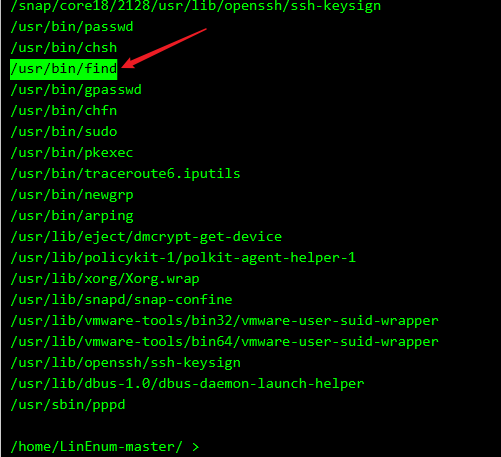 /snap/core18/2128/usr/lib/openssh/ssh-keysign
/usr/bin/passwd
/usr/bin/chsh
/usr/bin/find
/usr/bin/gpasswd
/usr/bin/chfn
/usr/bin/sudo
/usr/bin/pkexec
/usr/bin/traceroute6.iputils
/usr/bin/newgrp
/usr/bin/arping
/usr/lib/eject/dmcrypt-get-device
/usr/lib/policykit-1/polkit-agent-helper-1
/usr/lib/xorg/Xorg.wrap
/usr/lib/snapd/snap-confine
/usr/lib/vmware-tools/bin32/vmware-user-suid-wrapper
/usr/lib/vmware-tools/bin64/vmware-user-suid-wrapper
/usr/lib/openssh/ssh-keysign
/usr/lib/dbus-1.0/dbus-daemon-launch-helper
/usr/sbin/pppd
/home/LinEnum-master/ >